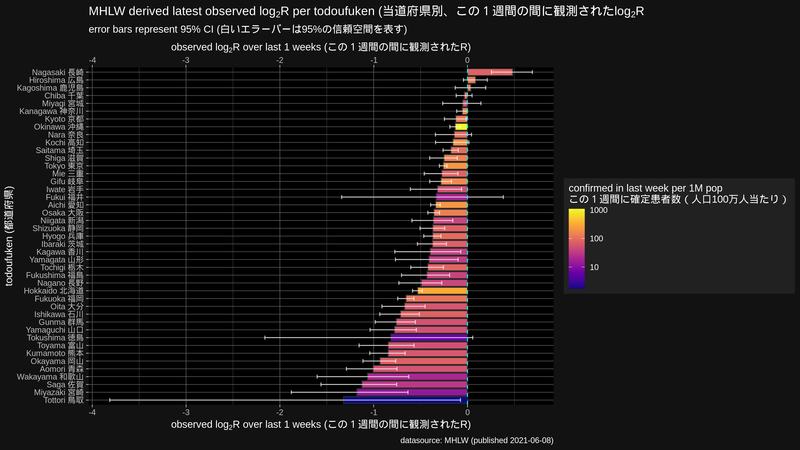 MHLW derived latest observed log2R per todoufuken (当道府県別、この１週間の間に観測されたlog2R
error bars represent 95% CI (白いエラーバーは95%の信頼空間を表す)
observed log2R over last 1 weeks (この１週間の間に観測されたR)
-4 -3 -2 -1 0
todoufuken (都道府県)
Nagasaki 長崎
Hiroshima 広島
Kagoshima 鹿児島
Chiba 千葉
Miyagi 宮城
Kanagawa 神奈川
Kyoto 京都
Okinawa 沖縄
Nara 奈良
Kochi 高知
Saitama 埼玉
Shiga 滋賀
Tokyo 東京
Mie 三重
Gifu 岐阜
Iwate 岩手
Fukui 福井
Aichi 愛知
Osaka 大阪
Niigata 新潟
Shizuoka 静岡
Hyogo 兵庫
Ibaraki 茨城
Kagawa 香川
Yamagata 山形
Tochigi 栃木
Fukushima 福島
Nagano 長野
Hokkaido 北海道
Fukuoka 福岡
Oita 大分
Ishikawa 石川
Gunma 群馬
Yamaguchi 山口
Tokushima 徳島
Toyama 富山
Kumamoto 熊本
Okayama 岡山
Aomori 青森
Wakayama 和歌山
Saga 佐賀
Miyazaki 宮崎
Tottori 鳥取
-4 -3 -2 -1 0
observed log2R over last 1 weeks (この１週間の間に観測されたR)
confirmed in last week per 1M pop
この１週間に確定患者数（人口100万人当たり）
1000
100
10
datasource: MHLW (published 2021-06-08)